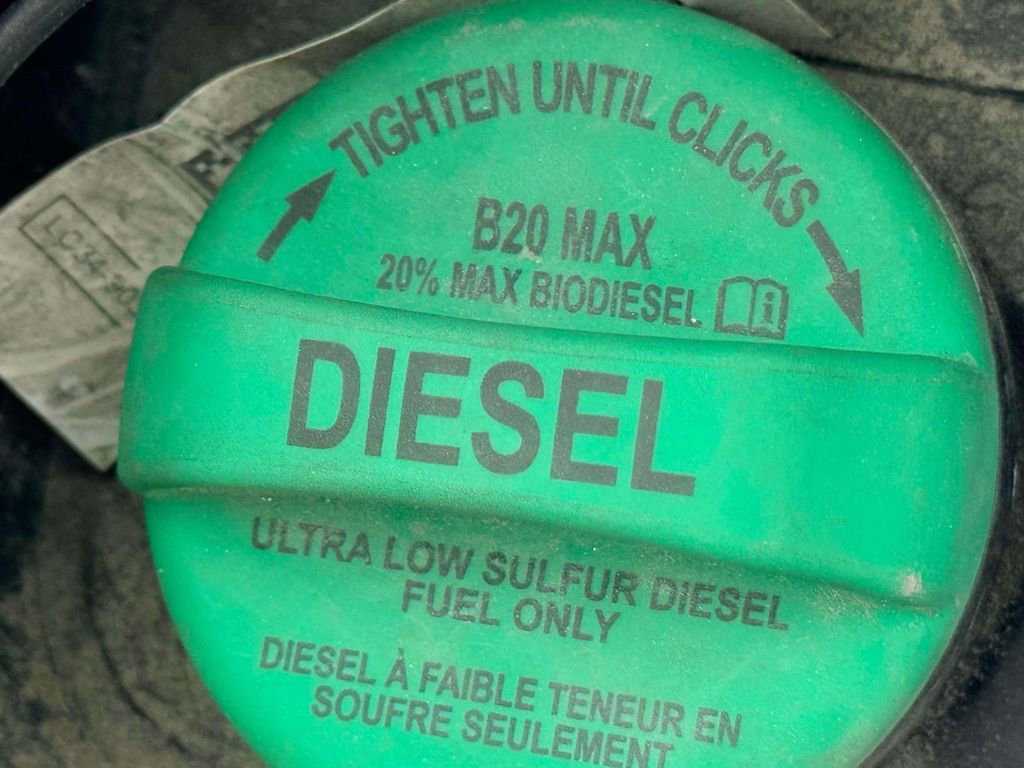 TIGHTEN UNTIL CLICKS
B20 MAX
20% MAX BIODIESEL
DIESEL
ULTRA LOW SULFUR DIESEL
FUEL ONLY
DIESEL À FAIBLE TENEUR EN
SOUFRE SEULEMENT